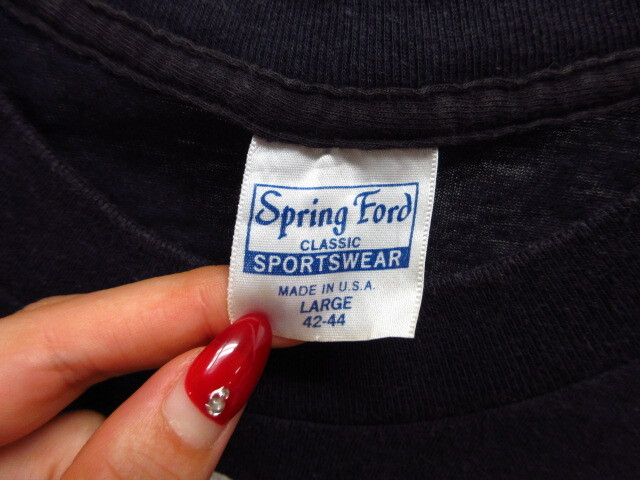 Spring Ford
CLASSIC
SPORTSWEAR
MADE IN U.S.A.
LARGE
42-44